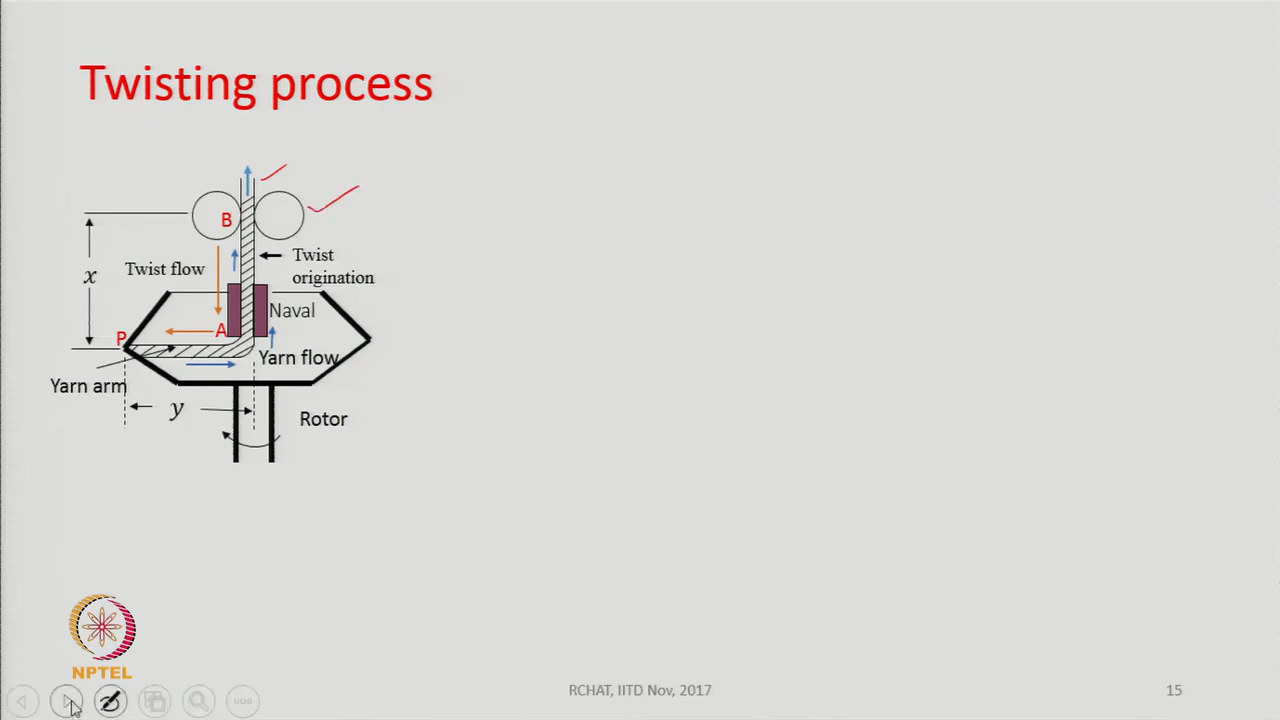 Twisting process
B
Twist
origination
Twist flow
x
Naval
A
P
Yarn flow
Yarn arm
y
Rotor
NPTEL
RCHAT, IITD Nov, 2017
15